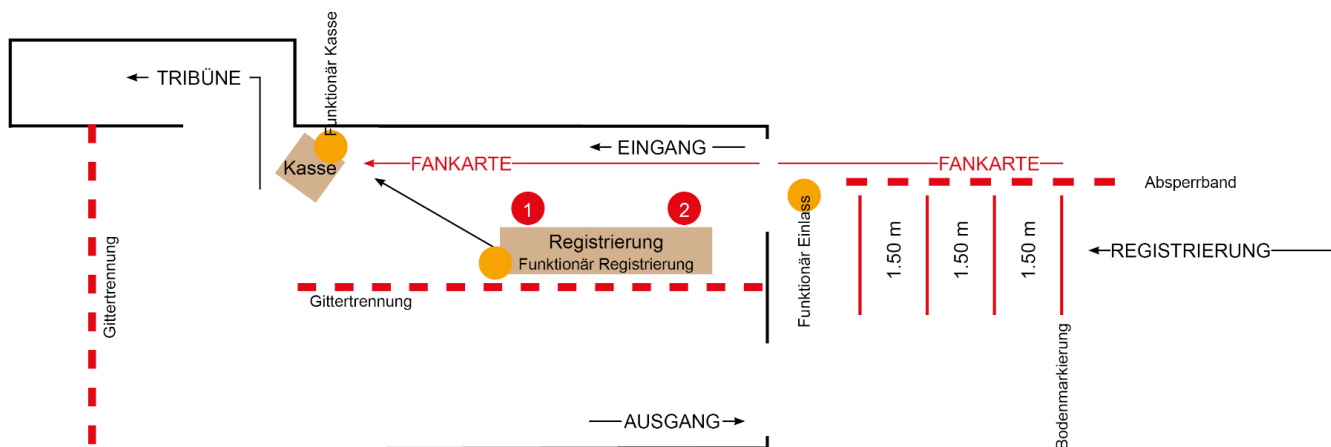 Funktionär Kasse
TRIBÜNE
EINGANG
Kasse
FANKARTE
FANKARTE
Absperrband
1
2
Registrierung
Funktionär Registrierung
Funktionär Einlass
1.50 m
1.50 m
1.50 m
REGISTRIERUNG
Gittertrennung
Gittertrennung
Bodenmarkierung
AUSGANG